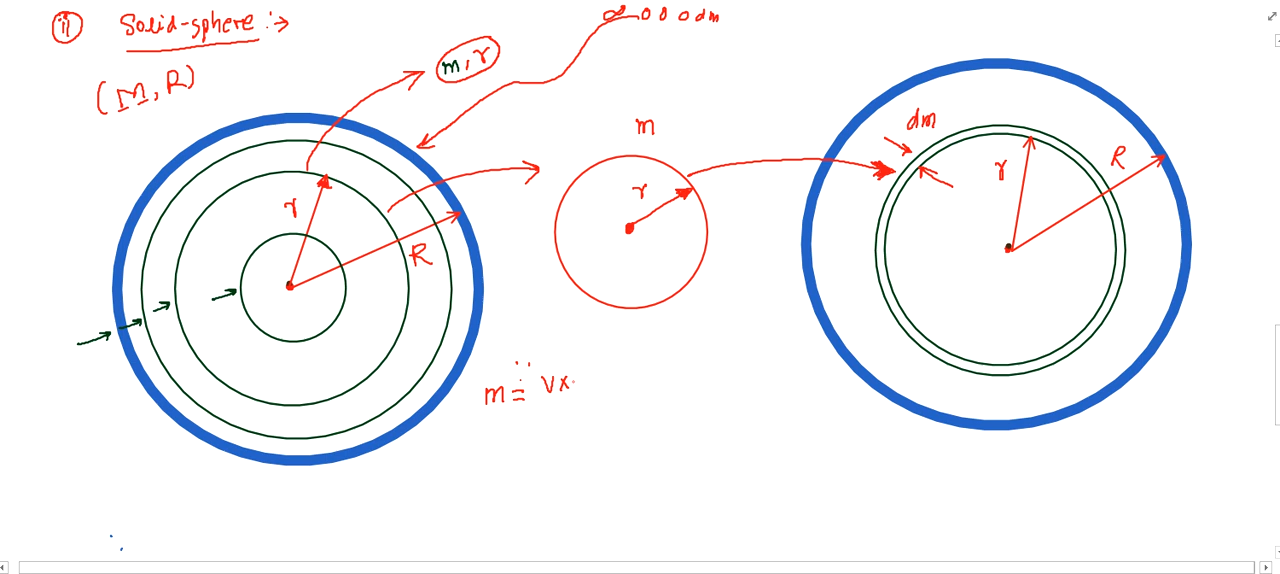 ii) Solid-sphere :→
(M, R)
m, r
∞ 0 0 0 dm
r
R
m
r
dm
r
R
m = V×